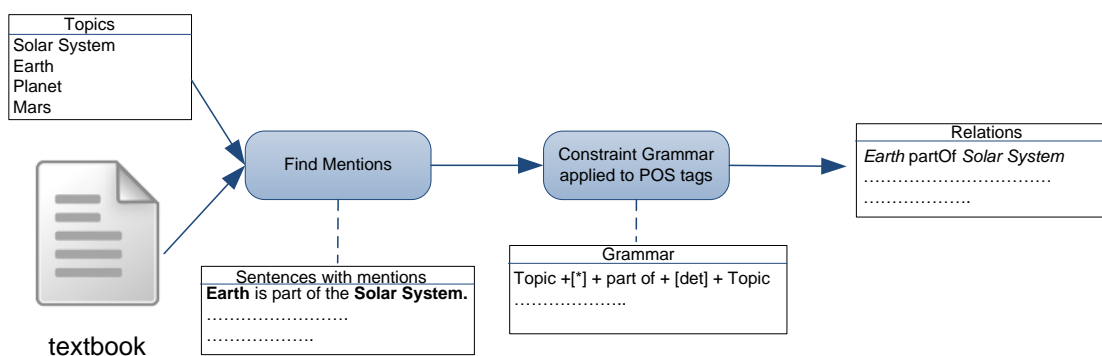 Topics
Solar System
Earth
Planet
Mars
textbook
Find Mentions
Sentences with mentions
Earth is part of the Solar System.
…………………….
……………….
Constraint Grammar
applied to POS tags
Grammar
Topic +[*] + part of + [det] + Topic
………………..
Relations
Earth partOf Solar System
……………………………
……………….